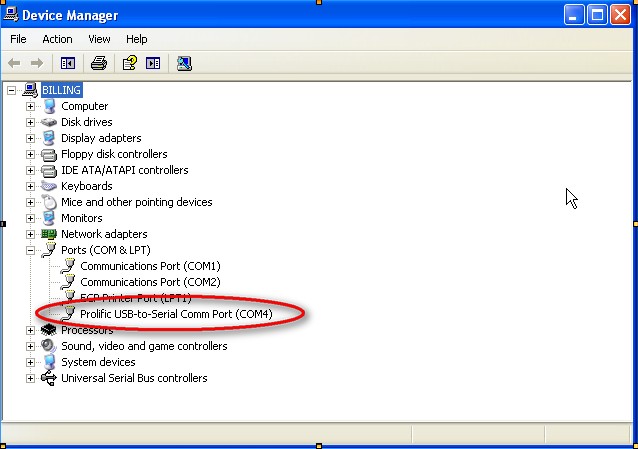 Device Manager
File Action View Help
BILLING
Computer
Disk drives
Display adapters
Floppy disk controllers
IDE ATA/ATAPI controllers
Keyboards
Mice and other pointing devices
Monitors
Network adapters
Ports (COM & LPT)
Communications Port (COM1)
Communications Port (COM2)
ECP Printer Port (LPT1)
Prolific USB-to-Serial Comm Port (COM4)
Processors
Sound, video and game controllers
System devices
Universal Serial Bus controllers